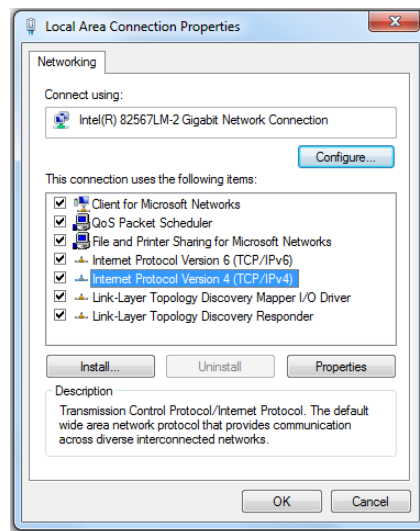 Local Area Connection Properties
Networking
Connect using:
Intel(R) 82567LM-2 Gigabit Network Connection
Configure...
This connection uses the following items:
Client for Microsoft Networks
QoS Packet Scheduler
File and Printer Sharing for Microsoft Networks
Internet Protocol Version 6 (TCP/IPv6)
Internet Protocol Version 4 (TCP/IPv4)
Link-Layer Topology Discovery Mapper I/O Driver
Link-Layer Topology Discovery Responder
Install...
Uninstall
Properties
Description
Transmission Control Protocol/Internet Protocol. The default
wide area network protocol that provides communication
across diverse interconnected networks.
OK
Cancel